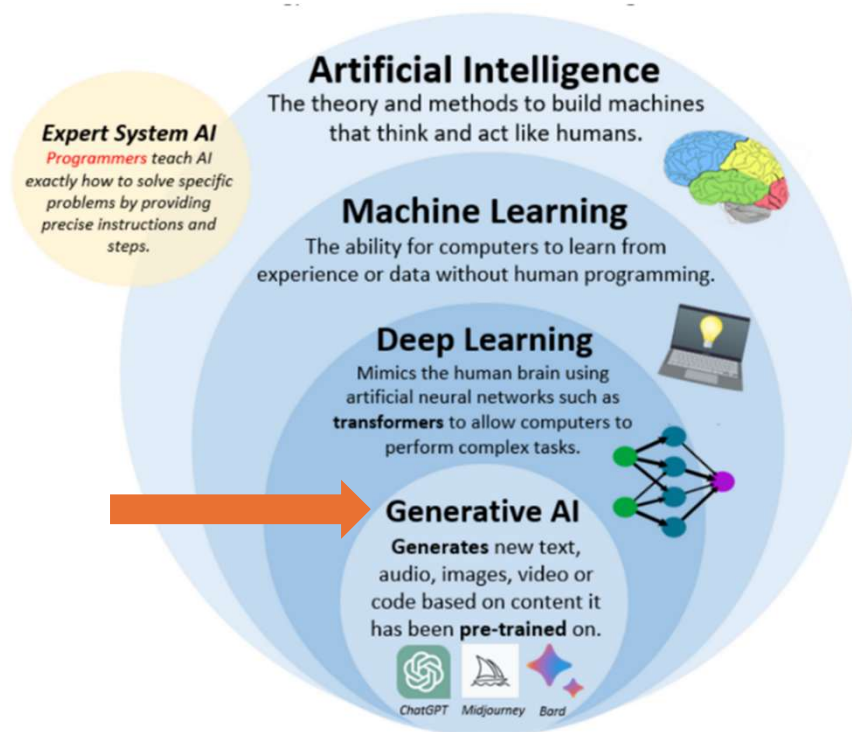 Artificial Intelligence
The theory and methods to build machines
that think and act like humans.
Expert System AI
Programmers teach AI
exactly how to solve specific
problems by providing
precise instructions and
steps.
Machine Learning
The ability for computers to learn from
experience or data without human programming.
Deep Learning
Mimics the human brain using
artificial neural networks such as
transformers to allow computers to
perform complex tasks.
Generative AI
Generates new text,
audio, images, video or
code based on content it
has been pre-trained on.
ChatGPT Midjourney Bard